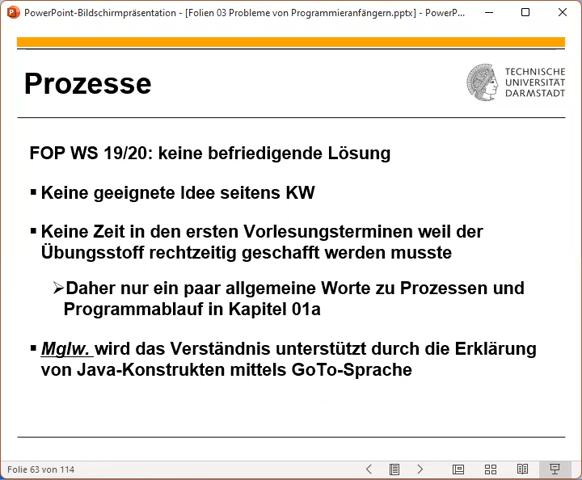 PowerPoint-Bildschirmpräsentation - [Folien 03 Probleme von Programmieranfängern.pptx] - PowerP...
Prozesse
TECHNISCHE
UNIVERSITÄT
DARMSTADT
FOP WS 19/20: keine befriedigende Lösung
▪ Keine geeignete Idee seitens KW
▪ Keine Zeit in den ersten Vorlesungsterminen weil der
Übungsstoff rechtzeitig geschafft werden musste
➢Daher nur ein paar allgemeine Worte zu Prozessen und
Programmablauf in Kapitel 01a
▪ Mglw. wird das Verständnis unterstützt durch die Erklärung
von Java-Konstrukten mittels GoTo-Sprache
Folie 63 von 114